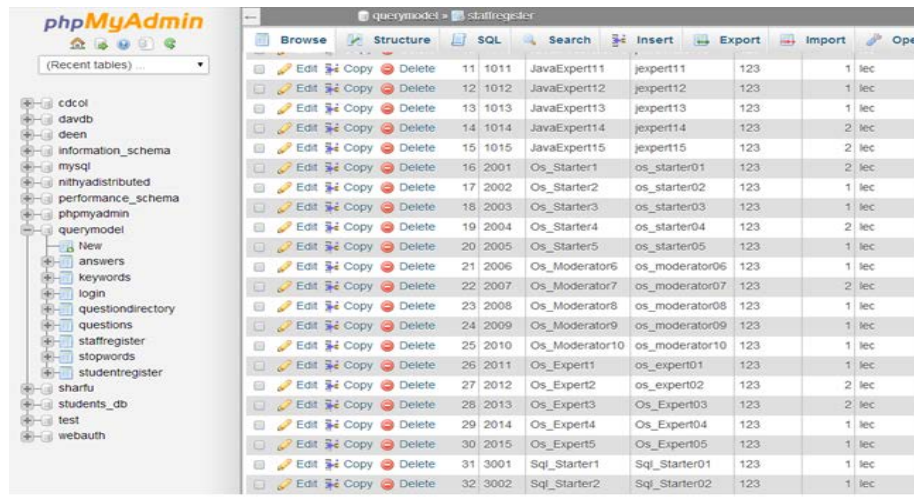 phpMyAdmin
(Recent tables) ...
cdcol
davdb
deen
information_schema
mysql
nithyadistributed
performance_schema
phpmyadmin
querymodel
New
answers
keywords
login
questiondirectory
questions
staffregister
stopwords
studentregister
sharfu
students_db
test
webauth
querymodel » staffregister
Browse Structure SQL Search Insert Export Import Ope
Edit Copy Delete 11 1011 JavaExpert11 jexpert11 123 1 lec
Edit Copy Delete 12 1012 JavaExpert12 jexpert12 123 1 lec
Edit Copy Delete 13 1013 JavaExpert13 jexpert13 123 1 lec
Edit Copy Delete 14 1014 JavaExpert14 jexpert14 123 2 lec
Edit Copy Delete 15 1015 JavaExpert15 jexpert15 123 2 lec
Edit Copy Delete 16 2001 Os_Starter1 os_starter01 123 2 lec
Edit Copy Delete 17 2002 Os_Starter2 os_starter02 123 1 lec
Edit Copy Delete 18 2003 Os_Starter3 os_starter03 123 1 lec
Edit Copy Delete 19 2004 Os_Starter4 os_starter04 123 2 lec
Edit Copy Delete 20 2005 Os_Starter5 os_starter05 123 1 lec
Edit Copy Delete 21 2006 Os_Moderator6 os_moderator06 123 1 lec
Edit Copy Delete 22 2007 Os_Moderator7 os_moderator07 123 2 lec
Edit Copy Delete 23 2008 Os_Moderator8 os_moderator08 123 1 lec
Edit Copy Delete 24 2009 Os_Moderator9 os_moderator09 123 1 lec
Edit Copy Delete 25 2010 Os_Moderator10 os_moderator10 123 1 lec
Edit Copy Delete 26 2011 Os_Expert1 os_expert01 123 1 lec
Edit Copy Delete 27 2012 Os_Expert2 os_expert02 123 2 lec
Edit Copy Delete 28 2013 Os_Expert3 Os_Expert03 123 2 lec
Edit Copy Delete 29 2014 Os_Expert4 Os_Expert04 123 1 lec
Edit Copy Delete 30 2015 Os_Expert5 Os_Expert05 123 1 lec
Edit Copy Delete 31 3001 Sql_Starter1 Sql_Starter01 123 1 lec
Edit Copy Delete 32 3002 Sql_Starter2 Sql_Starter02 123 1 lec